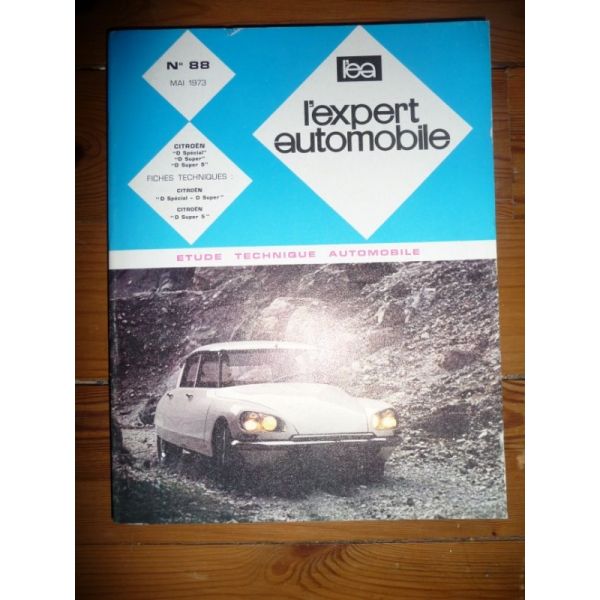 N° 88
MAI 1973
l'ea
l'expert
automobile
CITROËN
"D Spécial"
"D Super"
"D Super 5"
FICHES TECHNIQUES :
CITROËN
"D Spécial - D Super"
CITROËN
"D Super 5"
ETUDE TECHNIQUE AUTOMOBILE